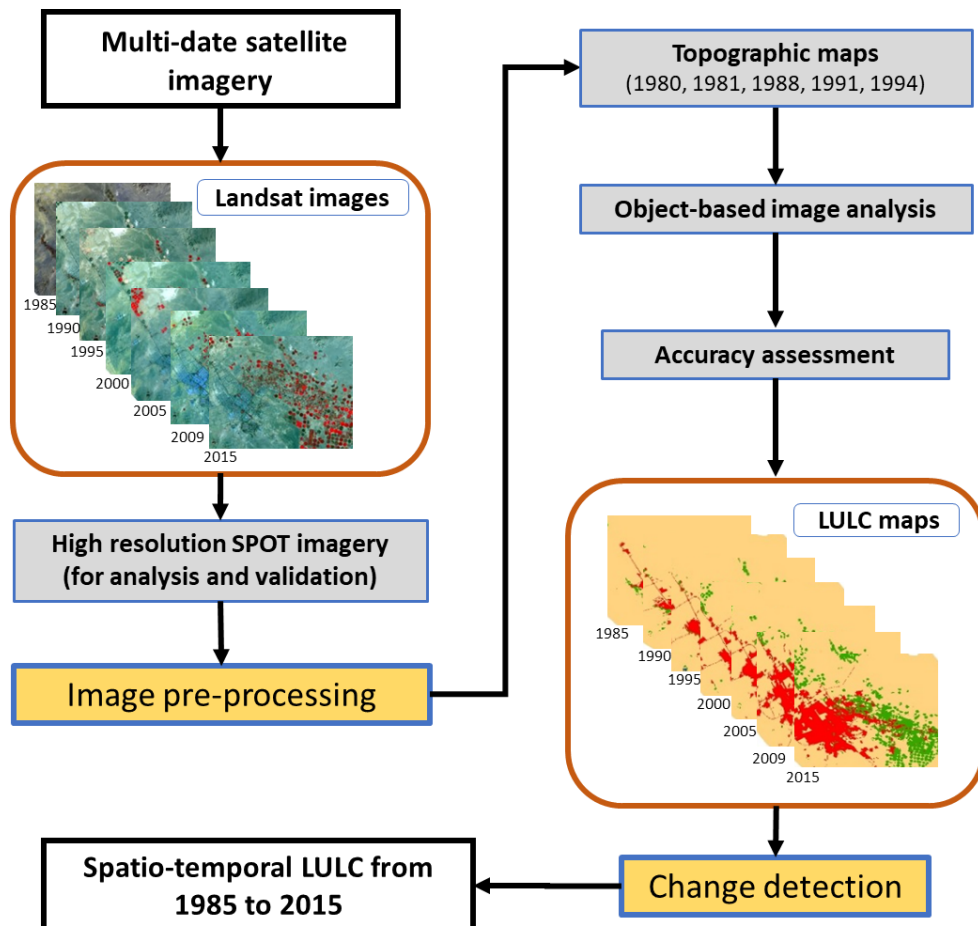 Multi-date satellite
imagery
Landsat images
1985
1990
1995
2000
2005
2009
2015
High resolution SPOT imagery
(for analysis and validation)
Image pre-processing
Topographic maps
(1980, 1981, 1988, 1991, 1994)
Object-based image analysis
Accuracy assessment
LULC maps
1985
1990
1995
2000
2005
2009
2015
Change detection
Spatio-temporal LULC from
1985 to 2015